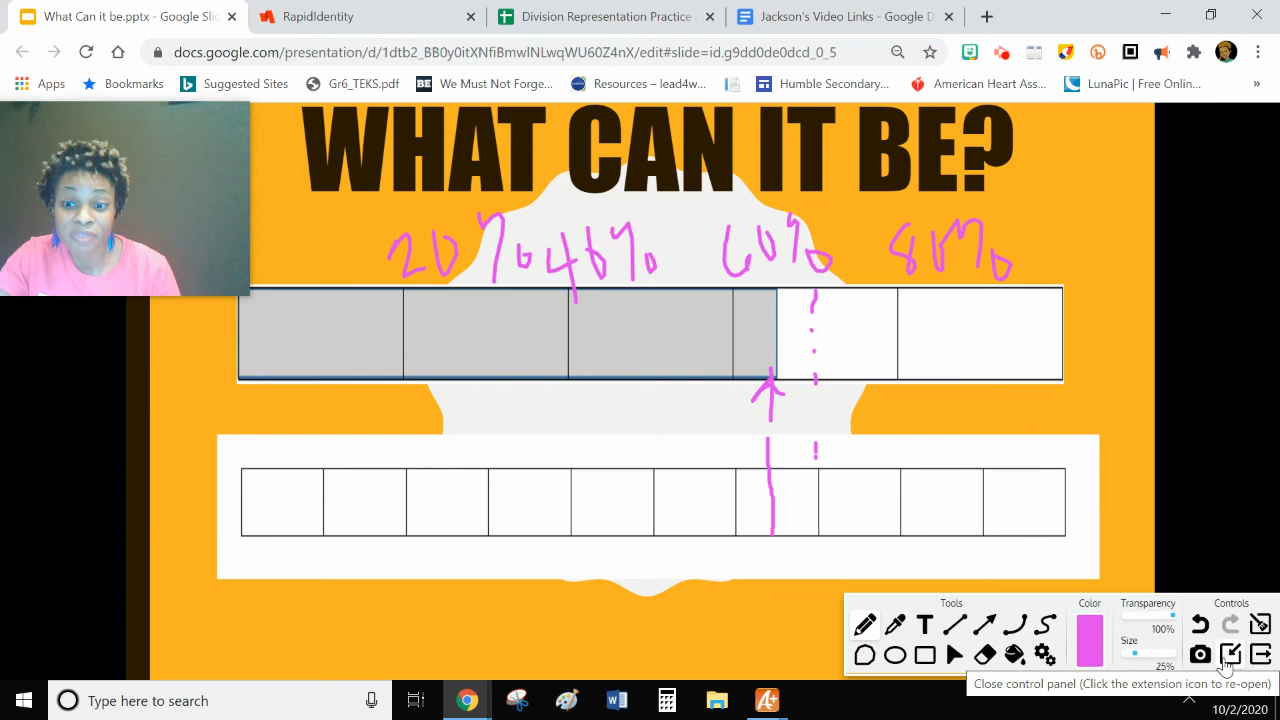 What Can it be.pptx - Google Slid
RapidIdentity
Division Representation Practice
Jackson's Video Links - Google D
docs.google.com/presentation/d/1dtb2_BB0y0itXNfiBmwlNLwqWU60Z4nX/edit#slide=id.g9dd0de0dcd_0_5
Apps
Bookmarks
Suggested Sites
Gr6_TEKS.pdf
BE
We Must Not Forge...
Resources – lead4w...
Humble Secondary...
American Heart Ass...
LunaPic | Free Onlin...
»
WHAT CAN IT BE?
20% 40% 60% 80%
Tools
Color
Transparency
Controls
100%
Size
25%
Close control panel (Click the extension icon to re-open)
Type here to search
10/2/2020